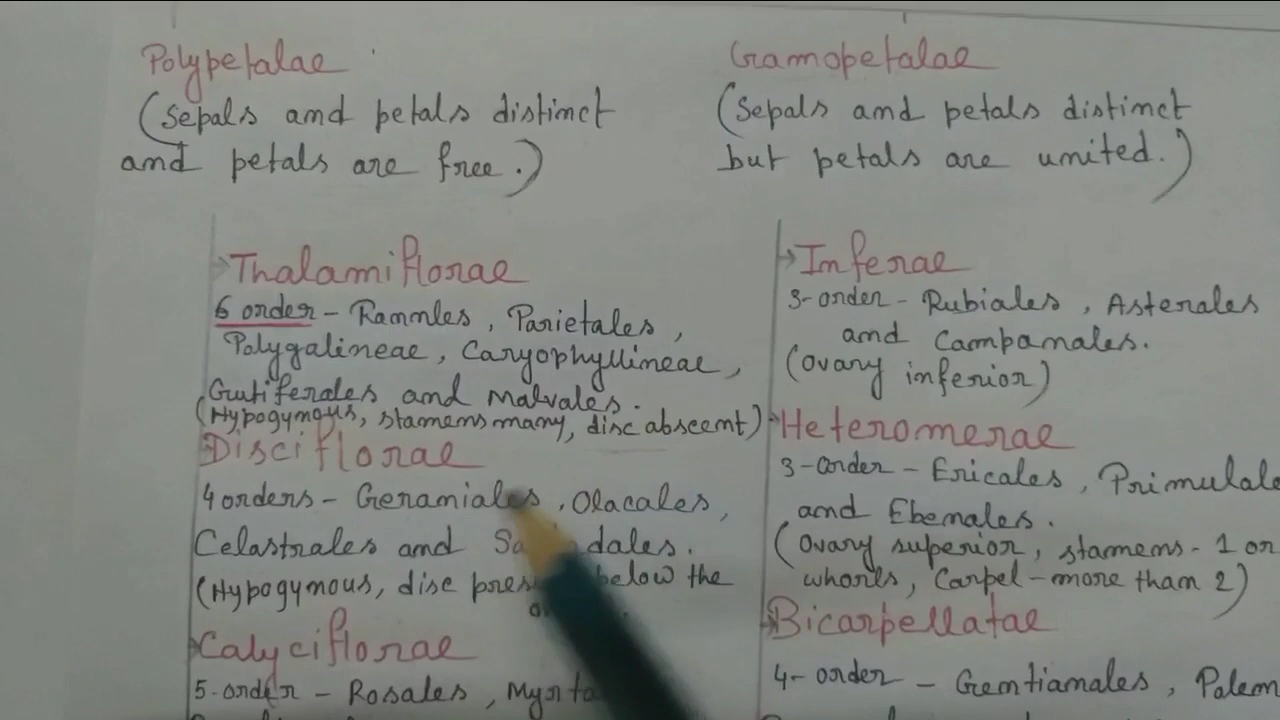 Polypetalae
(Sepals and petals distinct
and petals are free.)
Thalamiflorae
6 order - Rannles, Parietales,
Polygalineae, Caryophyllineae,
Gutiferales and Malvales.
(Hypogynous, stamens many, disc absent)
Disciflorae
4 orders - Geraniales, Olacales,
Celastrales and dales.
(Hypogynous, disc below the
Calyciflorae
5-order - Rosales,
Gamopetalae
(Sepals and petals distinct
but petals are united.)
Inferae
3-order - Rubiales, Asterales
and Campanales.
(Ovary inferior)
Heteromerae
3-order - Ericales, Primulale
and Ebenales.
(Ovary superior, stamens - 1 or
whorls, Carpel - more than 2)
Bicarpellatae
4-order - Gentianales, Polem